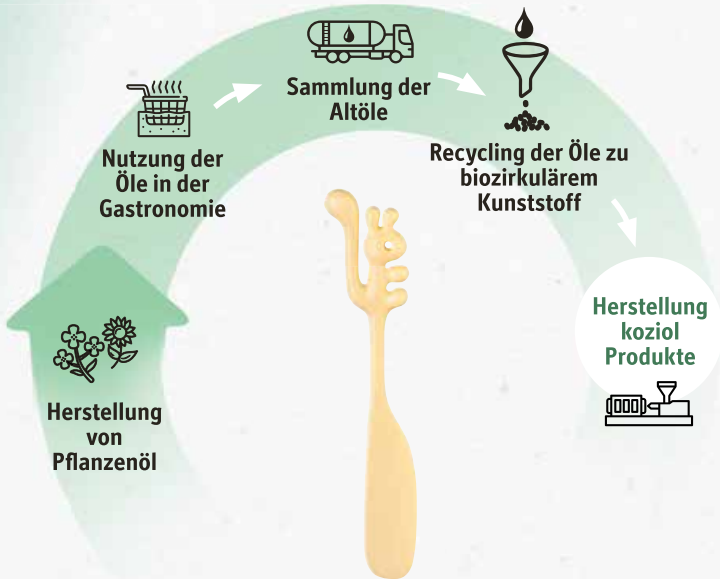 Sammlung der
Altöle
Nutzung der
Öle in der
Gastronomie
Recycling der Öle zu
biozirkulärem
Kunststoff
Herstellung
koziol
Produkte
Herstellung
von
Pflanzenöl